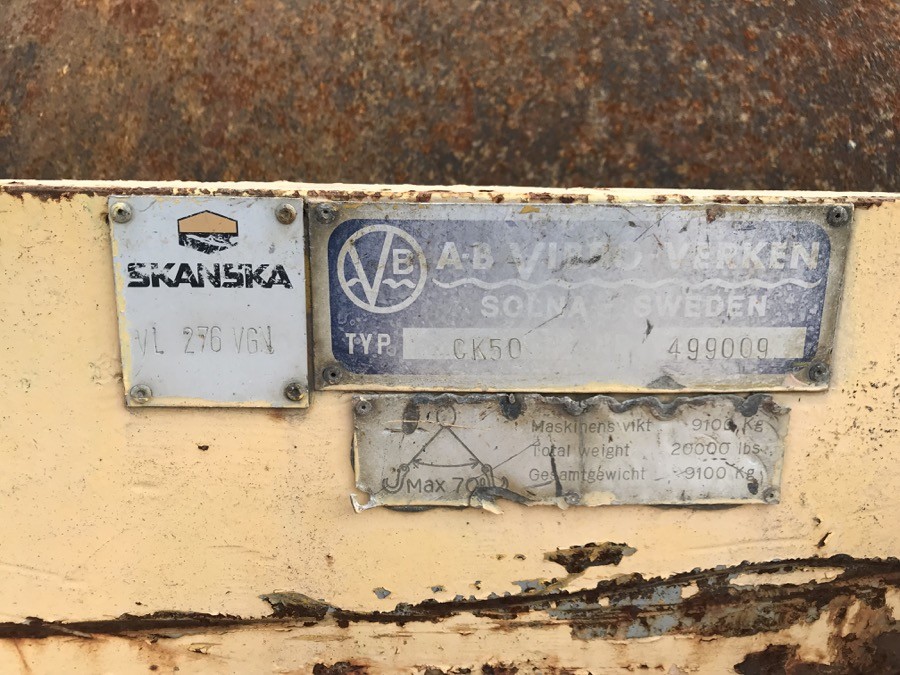 SKANSKA
VL 276 VGN
VB A-B VIBRO-VERKEN
SOLNA SWEDEN
TYP CK50 499009
Maskinens vikt 9100 Kg
Total weight 20000 lbs
Gesamtgewicht 9100 Kg
Max 70°